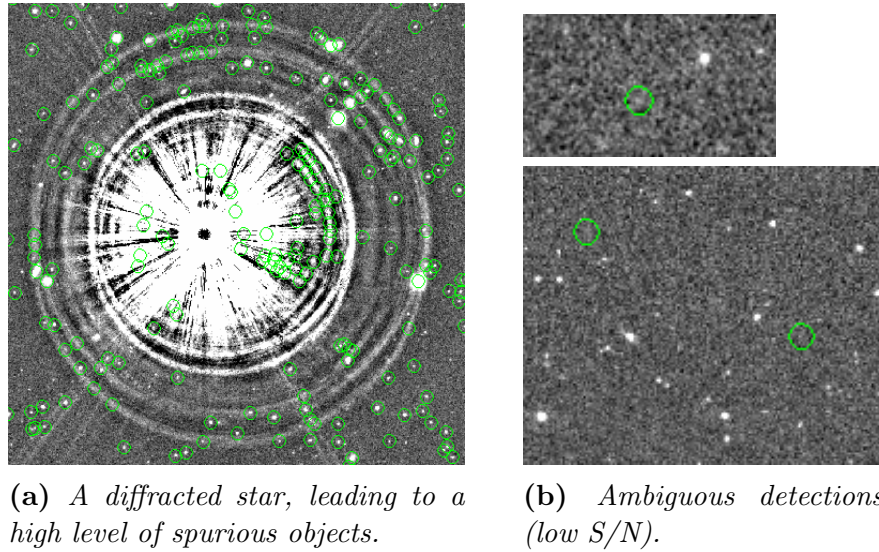 (a) A diffracted star, leading to a
high level of spurious objects.
(b) Ambiguous detections
(low S/N).